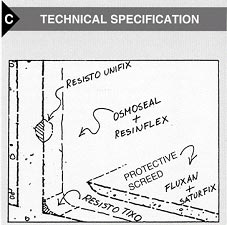 C TECHNICAL SPECIFICATION
RESISTO UNIFIX
OSMOSEAL
+
RESINFLEX
PROTECTIVE
SCREED
FLUXAN
+
SATURFIX
RESISTO TIXO